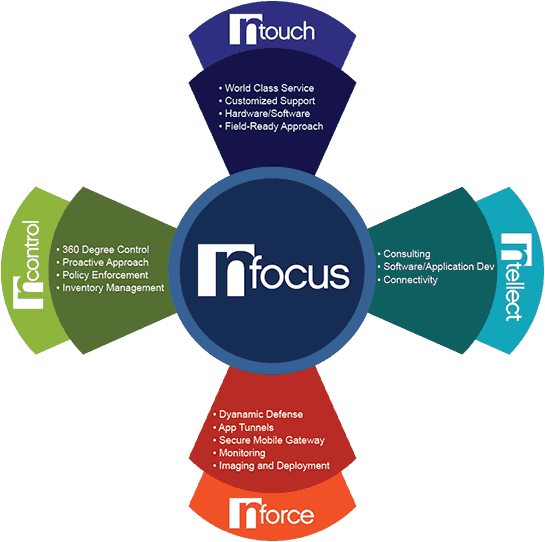 ntouch
• World Class Service
• Customized Support
• Hardware/Software
• Field-Ready Approach
ncontrol
• 360 Degree Control
• Proactive Approach
• Policy Enforcement
• Inventory Management
nfocus
• Consulting
• Software/Application Dev
• Connectivity
ntellect
• Dyanamic Defense
• App Tunnels
• Secure Mobile Gateway
• Monitoring
• Imaging and Deployment
nforce